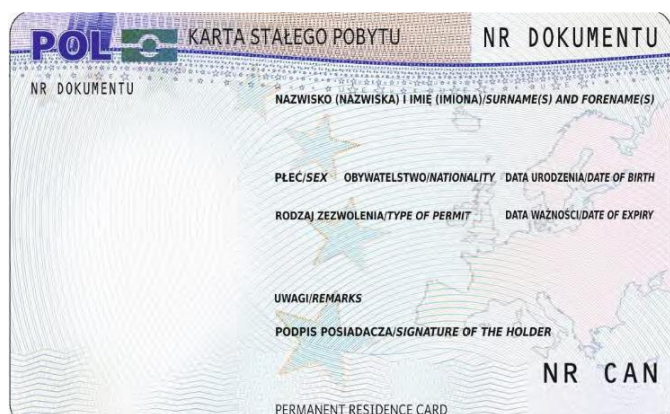 POL KARTA STAŁEGO POBYTU NR DOKUMENTU
NR DOKUMENTU
NAZWISKO (NAZWISKA) I IMIĘ (IMIONA)/SURNAME(S) AND FORENAME(S)
PŁEĆ/SEX OBYWATELSTWO/NATIONALITY DATA URODZENIA/DATE OF BIRTH
RODZAJ ZEZWOLENIA/TYPE OF PERMIT DATA WAŻNOŚCI/DATE OF EXPIRY
UWAGI/REMARKS
PODPIS POSIADACZA/SIGNATURE OF THE HOLDER
NR CAN
PERMANENT RESIDENCE CARD